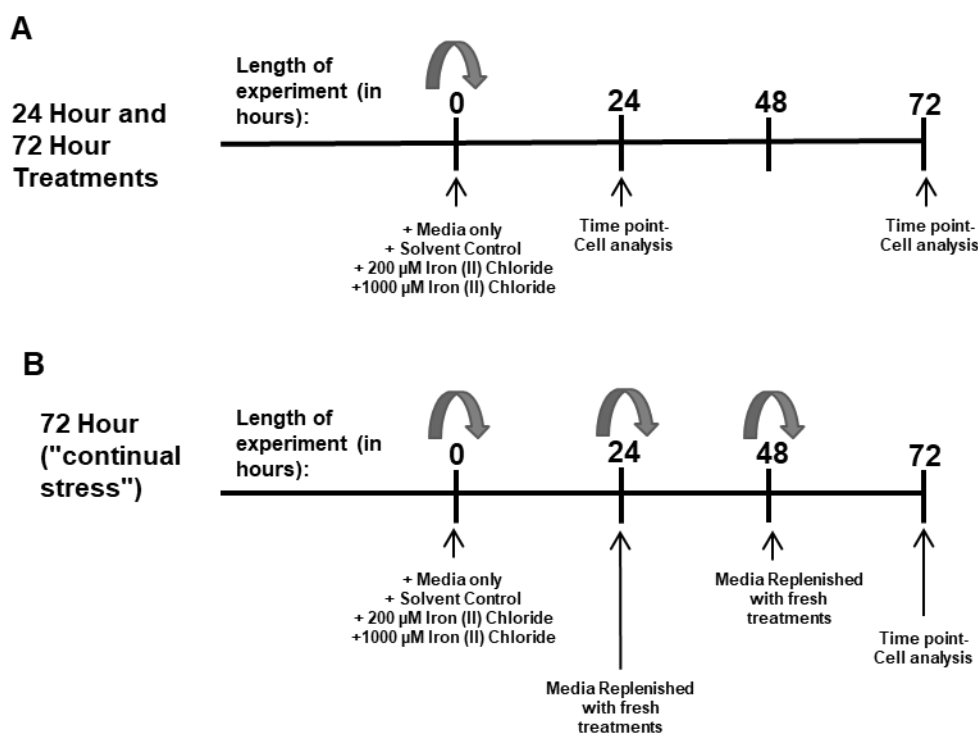 A
24 Hour and
72 Hour
Treatments
Length of
experiment (in
hours):
0
24
48
72
+ Media only
+ Solvent Control
+ 200 µM Iron (II) Chloride
+1000 µM Iron (II) Chloride
Time point-
Cell analysis
Time point-
Cell analysis
B
72 Hour
("continual
stress")
Length of
experiment (in
hours):
0
24
48
72
+ Media only
+ Solvent Control
+ 200 µM Iron (II) Chloride
+1000 µM Iron (II) Chloride
Media Replenished
with fresh
treatments
Media Replenished
with fresh
treatments
Time point-
Cell analysis